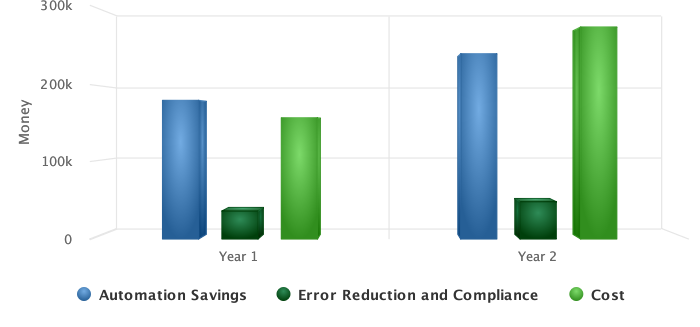 300k
200k
100k
0
Money
Year 1
Year 2
Automation Savings
Error Reduction and Compliance
Cost